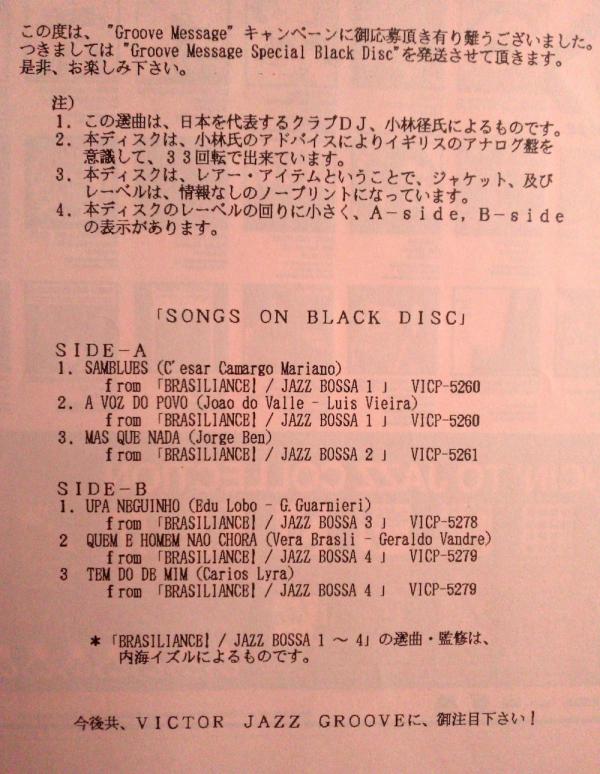 この度は、"Groove Message" キャンペーンに御応募頂き有り難うございました。
つきましては "Groove Message Special Black Disc"を発送させて頂きます。
是非、お楽しみ下さい。
注)
1. この選曲は、日本を代表するクラブDJ、小林径氏によるものです。
2. 本ディスクは、小林氏のアドバイスによりイギリスのアナログ盤を
意識して、33回転で出来ています。
3. 本ディスクは、レアー・アイテムということで、ジャケット、及び
レーベルは、情報なしのノープリントになっています。
4. 本ディスクのレーベルの回りに小さく、A-side, B-side
の表示があります。
「SONGS ON BLACK DISC」
SIDE-A
1. SAMBLUES (C'esar Camargo Mariano)
from 「BRASILIANCE! / JAZZ BOSSA 1 」 VICP-5260
2. A VOZ DO POVO (Joao do Valle - Luis Vieira)
from 「BRASILIANCE! / JAZZ BOSSA 1 」 VICP-5260
3. MAS QUE NADA (Jorge Ben)
from 「BRASILIANCE! / JAZZ BOSSA 2 」 VICP-5261
SIDE-B
1. UPA NEGUINHO (Edu Lobo - G.Guarnieri)
from 「BRASILIANCE! / JAZZ BOSSA 3 」 VICP-5278
2 QUEM E HOMEM NAO CHORA (Vera Brasli - Geraldo Vandre)
from 「BRASILIANCE! / JAZZ BOSSA 4 」 VICP-5279
3 TEM DO DE MIM (Carlos Lyra)
from 「BRASILIANCE! / JAZZ BOSSA 4 」 VICP-5279
* 「BRASILIANCE! / JAZZ BOSSA 1 ～ 4」の選曲・監修は、
内海イズルによるものです。
今後共、VICTOR JAZZ GROOVEに、御注目下さい!